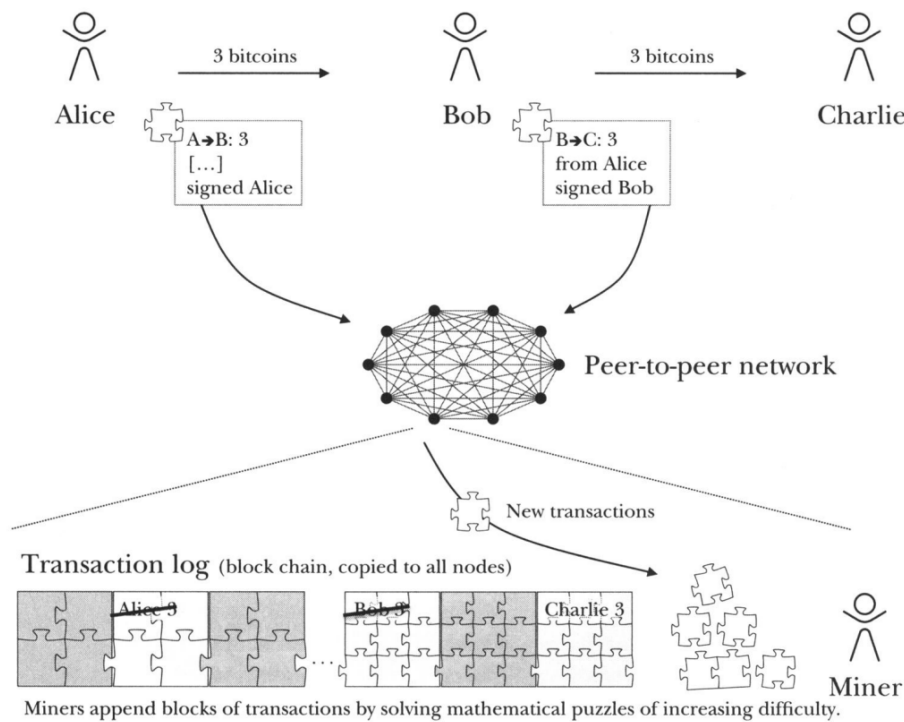 3 bitcoins
3 bitcoins
Alice
Bob
Charlie
A➔B: 3
[...]
signed Alice
B➔C: 3
from Alice
signed Bob
Peer-to-peer network
New transactions
Transaction log (block chain, copied to all nodes)
Alice 3
Bob 3
Charlie 3
...
Miner
Miners append blocks of transactions by solving mathematical puzzles of increasing difficulty.